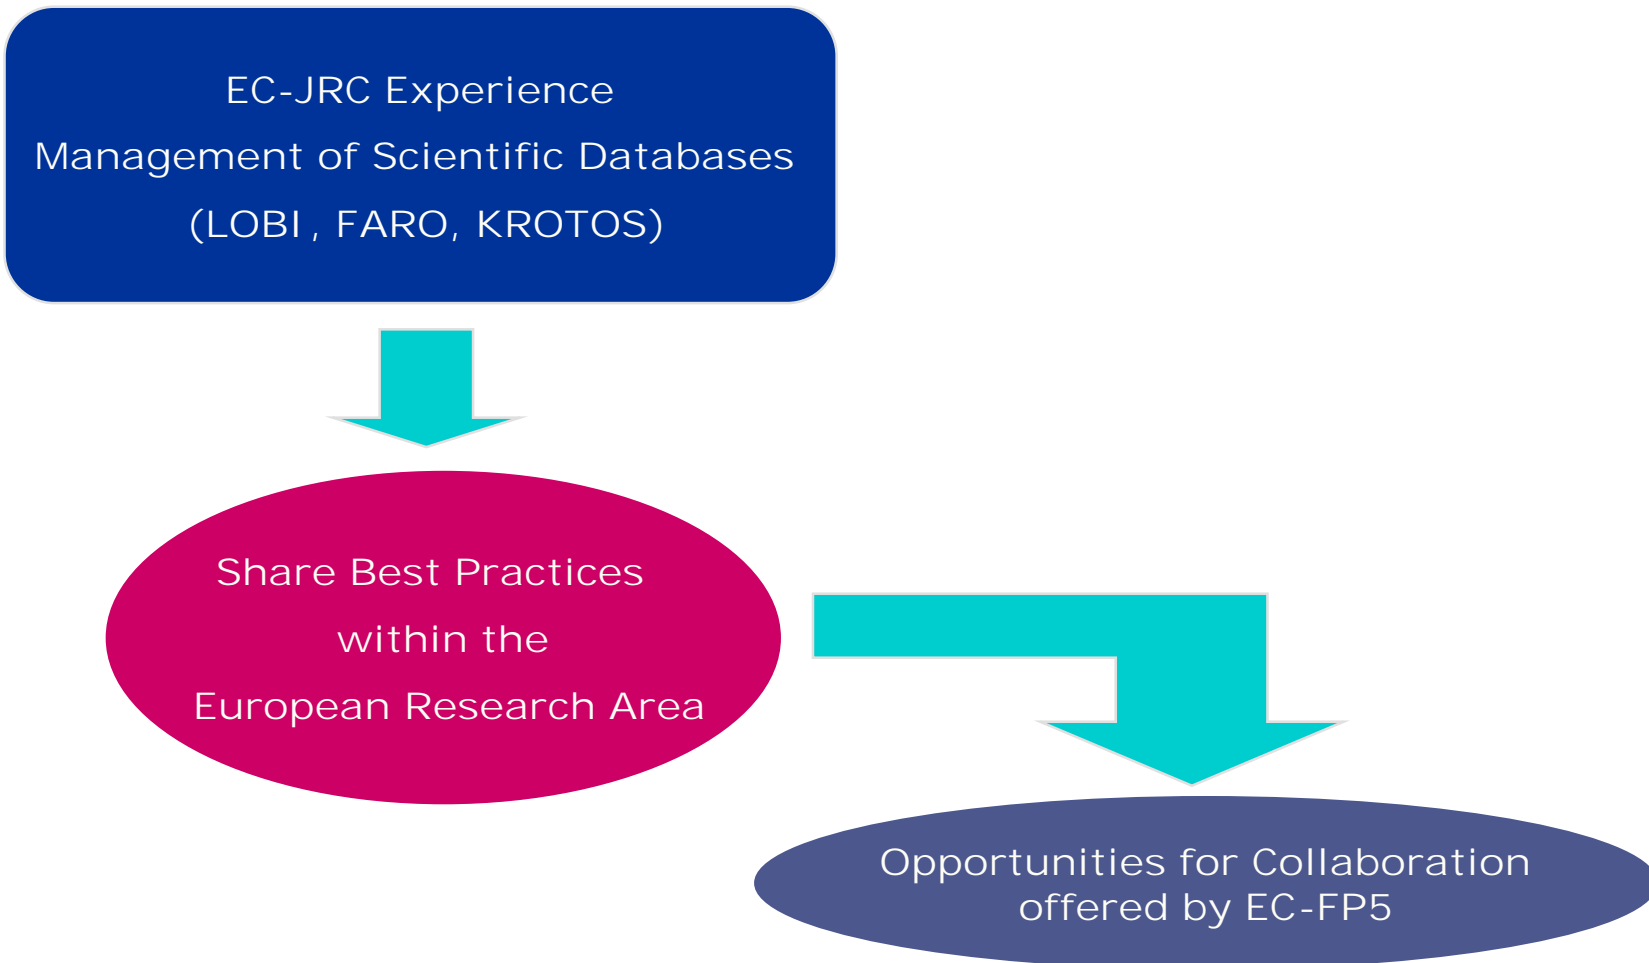 EC-JRC Experience
Management of Scientific Databases
(LOBI, FARO, KROTOS)
Share Best Practices
within the
European Research Area
Opportunities for Collaboration
offered by EC-FP5